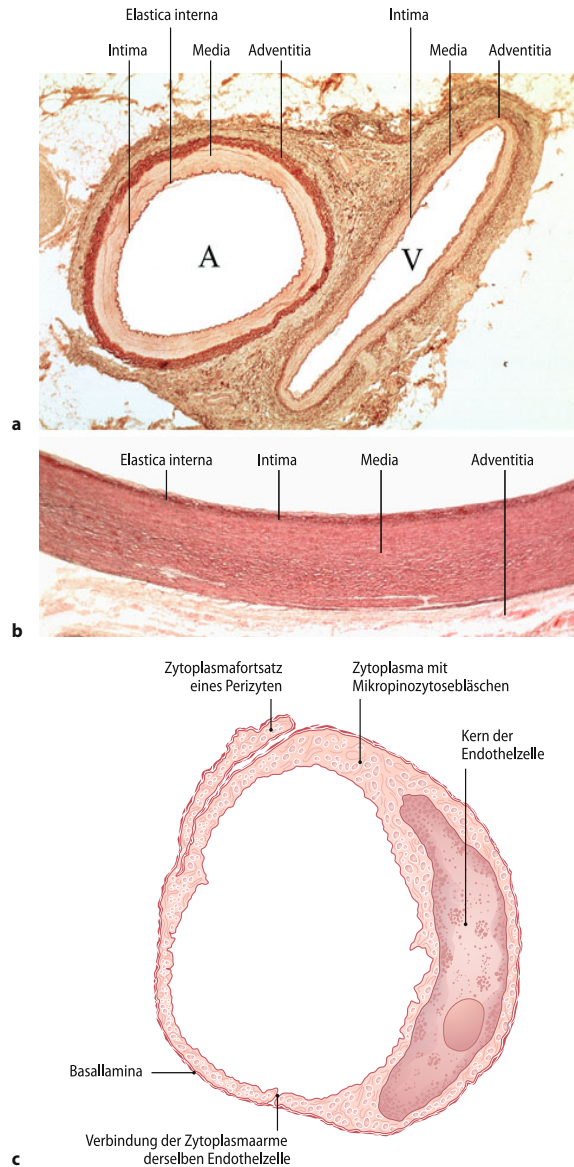 Elastica interna
Intima
Intima
Media
Adventitia
Media
Adventitia
A
V
a
Elastica interna
Intima
Media
Adventitia
b
Zytoplasmafortsatz
eines Perizyten
Zytoplasma mit
Mikropinozytosebläschen
Kern der
Endothelzelle
Basallamina
Verbindung der Zytoplasmaarme
derselben Endothelzelle
c